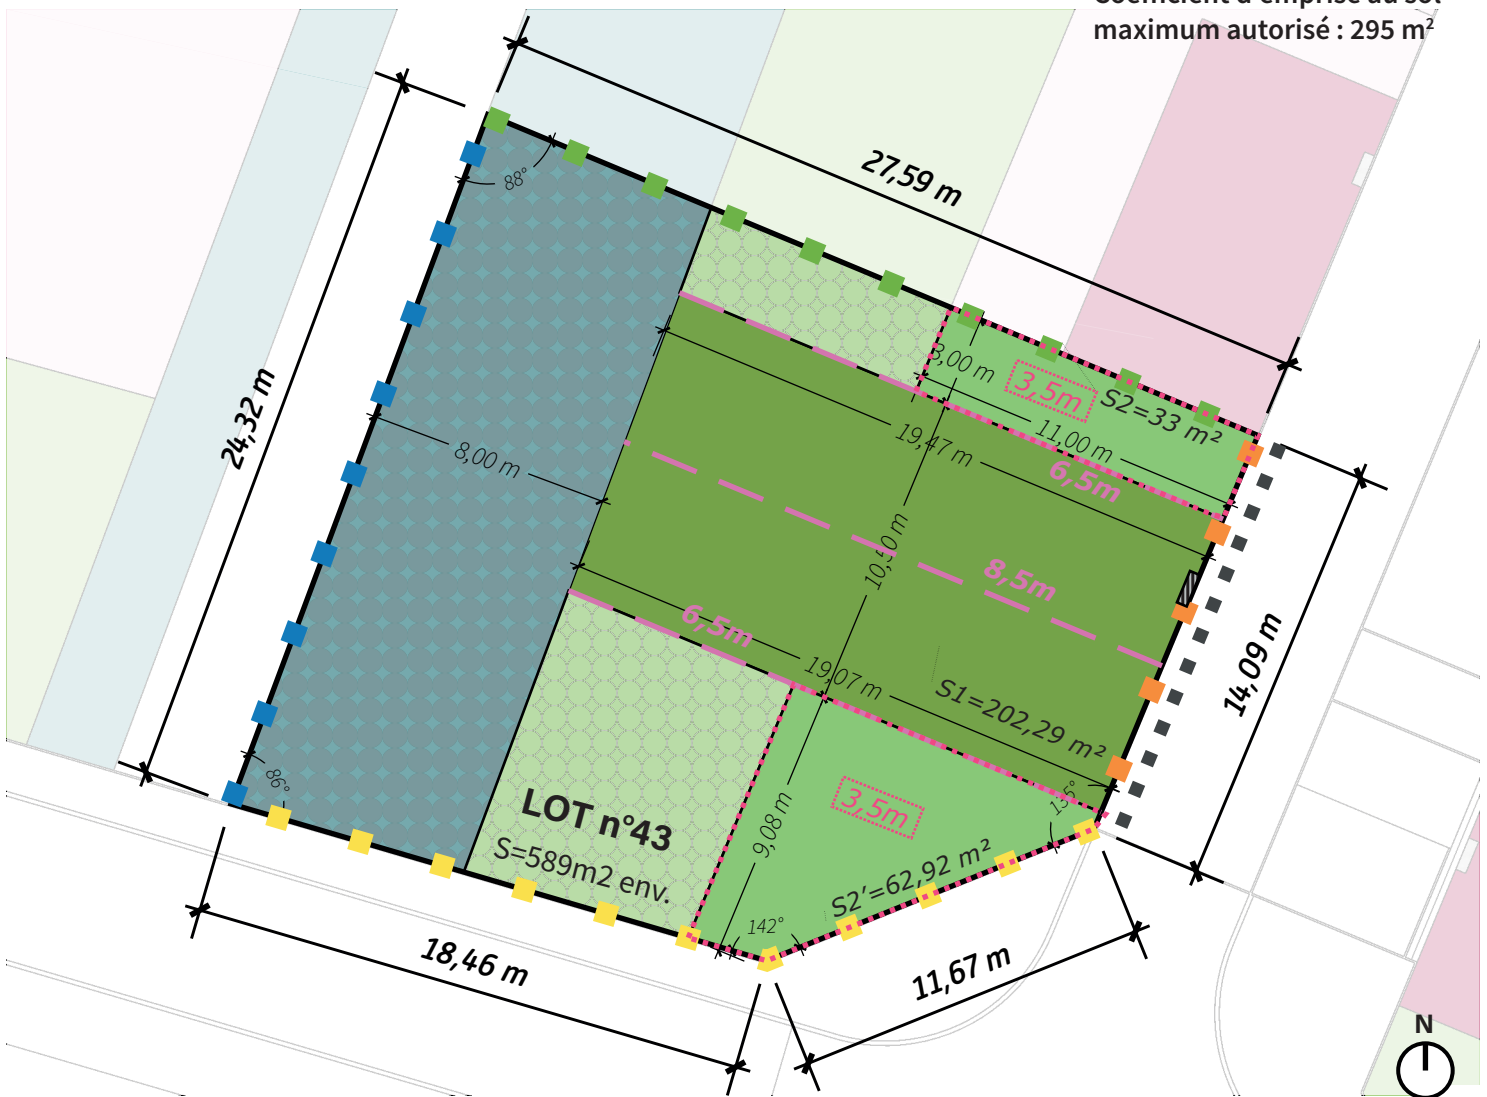 Coefficient d'emprise au sol
maximum autorisé : 295 m²
27,59 m
88°
24,32 m
3,00 m
3,5m
S2=33 m²
11,00 m
19,47 m
6,5m
8,00 m
10,50 m
8,5m
14,09 m
6,5m
19,07 m
S1=202,29 m²
86°
135°
LOT n°43
S=589m2 env.
9,08 m
3,5m
S2'=62,92 m²
142°
18,46 m
11,67 m
N